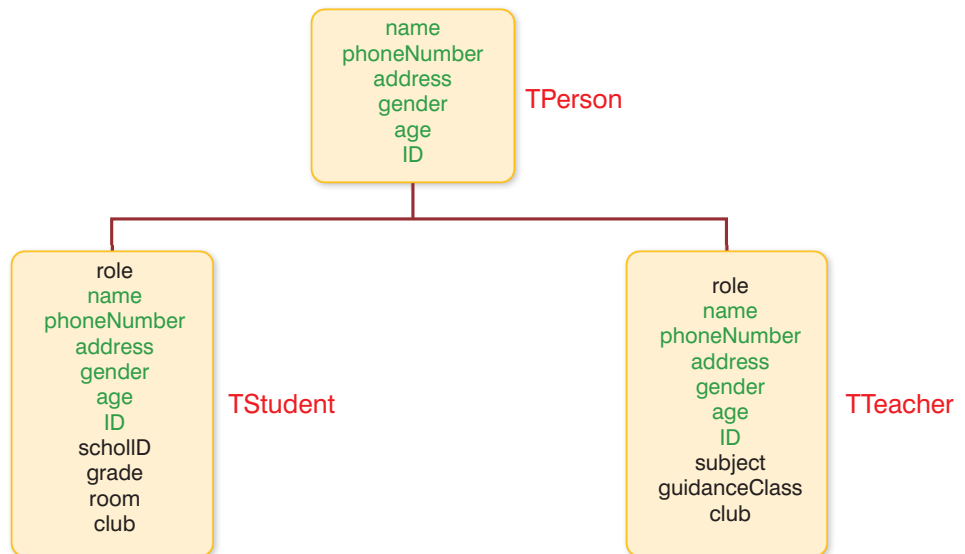 name
phoneNumber
address
gender
age
ID
TPerson
role
name
phoneNumber
address
gender
age
ID
scholID
grade
room
club
TStudent
role
name
phoneNumber
address
gender
age
ID
subject
guidanceClass
club
TTeacher